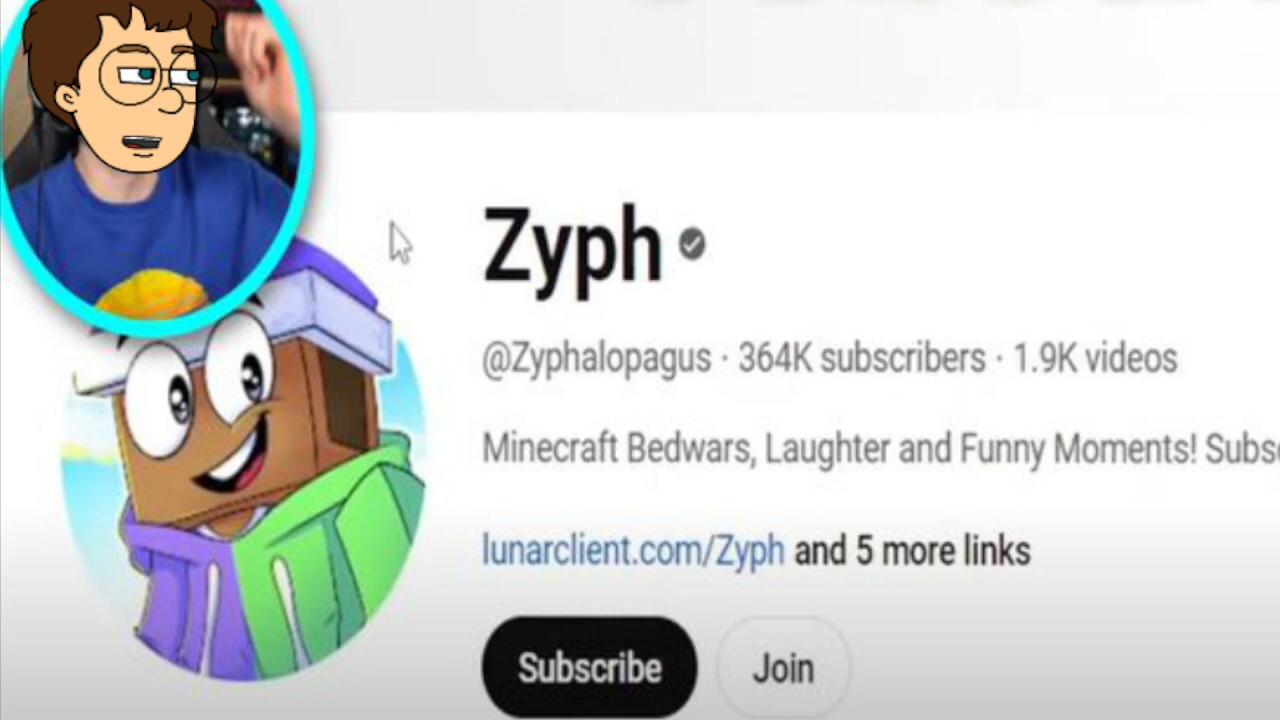 Zyph
@Zyphalopagus · 364K subscribers · 1.9K videos
Minecraft Bedwars, Laughter and Funny Moments! Subs
lunarclient.com/Zyph and 5 more links
Subscribe
Join